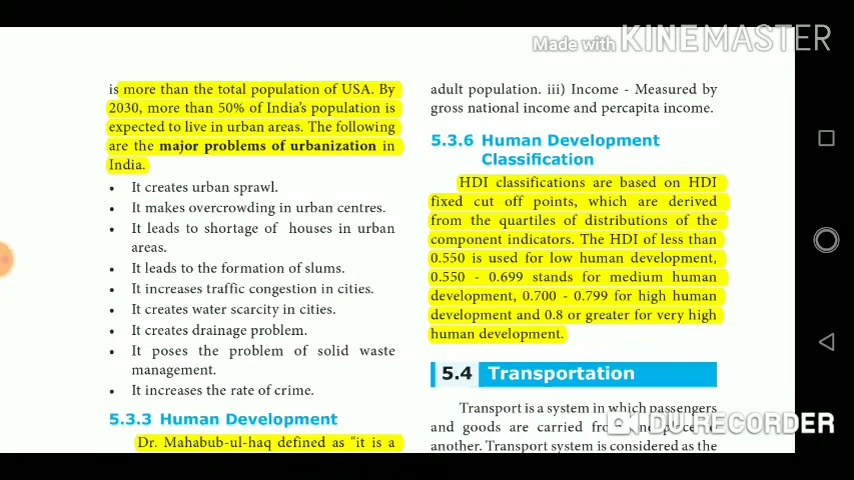 Made with KINEMASTER
is more than the total population of USA. By
2030, more than 50% of India's population is
expected to live in urban areas. The following
are the major problems of urbanization in
India.
• It creates urban sprawl.
• It makes overcrowding in urban centres.
• It leads to shortage of houses in urban
areas.
• It leads to the formation of slums.
• It increases traffic congestion in cities.
• It creates water scarcity in cities.
• It creates drainage problem.
• It poses the problem of solid waste
management.
• It increases the rate of crime.
5.3.3 Human Development
Dr. Mahabub-ul-haq defined as "it is a
adult population. iii) Income - Measured by
gross national income and percapita income.
5.3.6 Human Development
Classification
HDI classifications are based on HDI
fixed cut off points, which are derived
from the quartiles of distributions of the
component indicators. The HDI of less than
0.550 is used for low human development,
0.550 - 0.699 stands for medium human
development, 0.700 - 0.799 for high human
development and 0.8 or greater for very high
human development.
5.4 Transportation
Transport is a system in which passengers
and goods are carried
another. Transport system is considered as the
DU RECORDER